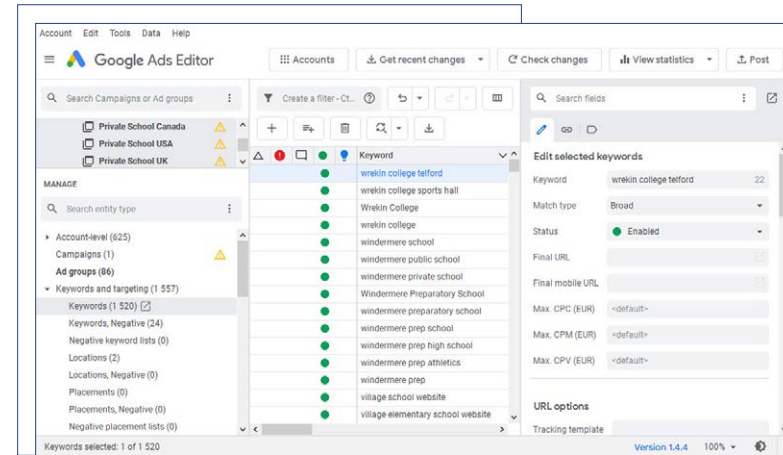 Account Edit Tools Data Help
Google Ads Editor
Accounts
Get recent changes
Check changes
View statistics
Post
Search Campaigns or Ad groups
Private School Canada
Private School USA
Private School UK
MANAGE
Search entity type
Account-level (625)
Campaigns (1)
Ad groups (86)
Keywords and targeting (1 557)
Keywords (1 520)
Keywords, Negative (24)
Negative keyword lists (0)
Locations (2)
Locations, Negative (0)
Placements (0)
Placements, Negative (0)
Negative placement lists (0)
Create a filter - Ct...
Keyword
wrekin college telford
wrekin college sports hall
Wrekin College
wrekin college
windermere school
windermere public school
windermere private school
Windermere Preparatory School
windermere preparatory school
windermere prep school
windermere prep high school
windermere prep athletics
windermere prep
village school website
village elementary school website
Search fields
Edit selected keywords
Keyword wrekin college telford 22
Match type Broad
Status Enabled
Final URL
Final mobile URL
Max. CPC (EUR) <default>
Max. CPM (EUR) <default>
Max. CPV (EUR) <default>
URL options
Tracking template
Keywords selected: 1 of 1 520
Version 1.4.4 100%